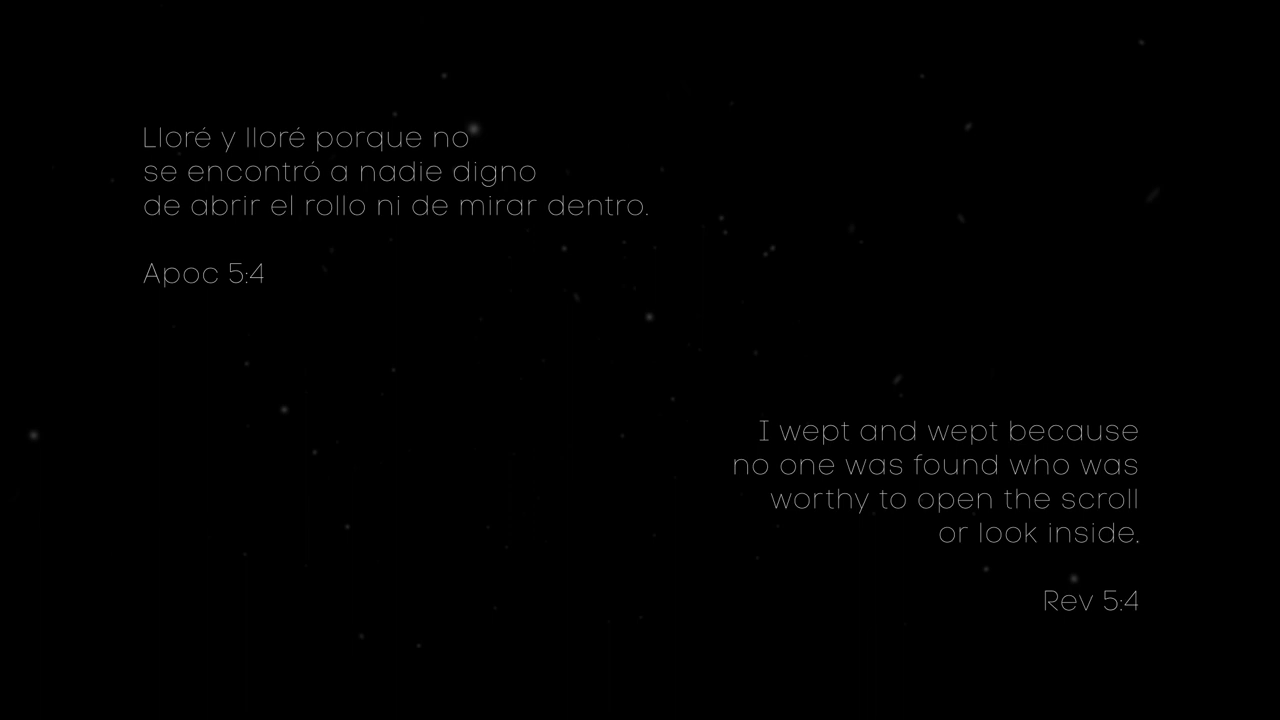 Lloré y lloré porque no
se encontró a nadie digno
de abrir el rollo ni de mirar dentro.
Apoc 5:4
I wept and wept because
no one was found who was
worthy to open the scroll
or look inside.
Rev 5:4